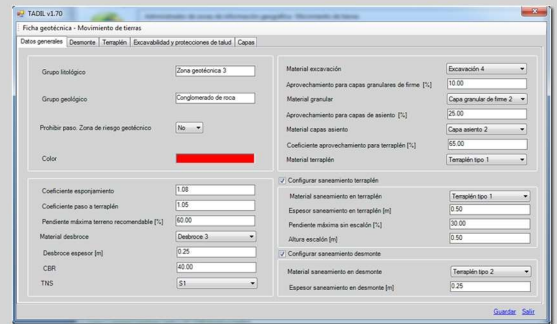 TADIL v1.70
Ficha geotécnica - Movimiento de tierras
Datos generales Desmonte Terraplén Excavabilidad y protecciones de talud Capas
Grupo litológico Zona geotécnica 3
Grupo geológico Conglomerado de roca
Prohibir paso. Zona de riesgo geotécnico No
Color
Coeficiente esponjamiento 1.08
Coeficiente paso a terraplén 1.05
Pendiente máxima terreno recomendable [%] 60.00
Material desbroce Desbroce 3
Desbroce espesor [m] 0.25
CBR 40.00
TNS S1
Material excavación Excavación 4
Aprovechamiento para capas granulares de firme [%] 10.00
Material granular Capa granular de firme 2
Aprovechamiento para capas de asiento [%] 25.00
Material capas asiento Capa asiento 2
Coeficiente aprovechamiento para terraplén [%] 65.00
Material terraplén Terraplén tipo 1
Configurar saneamiento terraplén
Material saneamiento en terraplén Terraplén tipo 1
Espesor saneamiento en terraplén [m] 0.50
Pendiente máxima sin escalón [%] 30.00
Altura escalón [m] 0.50
Configurar saneamiento desmonte
Material saneamiento en desmonte Terraplén tipo 2
Espesor saneamiento en desmonte [m] 0.25
Guardar Salir